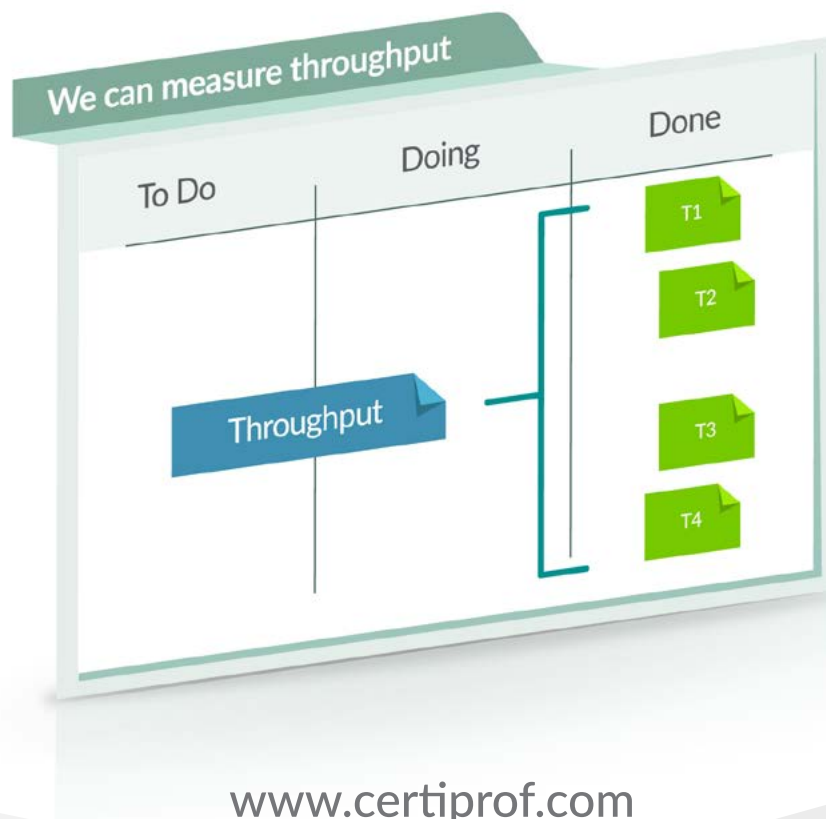 We can measure throughput
To Do
Doing
Done
T1
T2
Throughput
T3
T4
www.certiprof.com